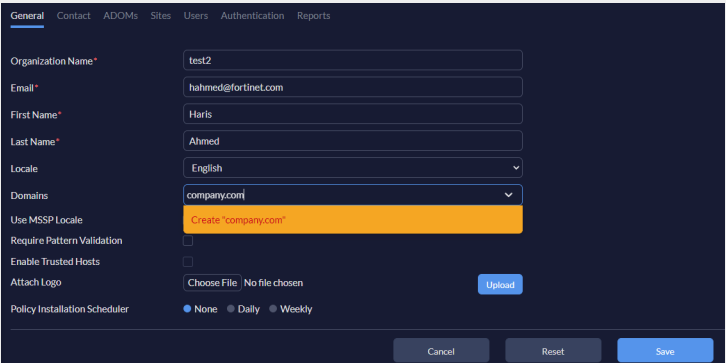 General Contact ADOMs Sites Users Authentication Reports
Organization Name* test2
Email* hahmed@fortinet.com
First Name* Haris
Last Name* Ahmed
Locale English
Domains company.com
Use MSSP Locale Create "company.com"
Require Pattern Validation
Enable Trusted Hosts
Attach Logo Choose File No file chosen Upload
Policy Installation Scheduler None Daily Weekly
Cancel Reset Save